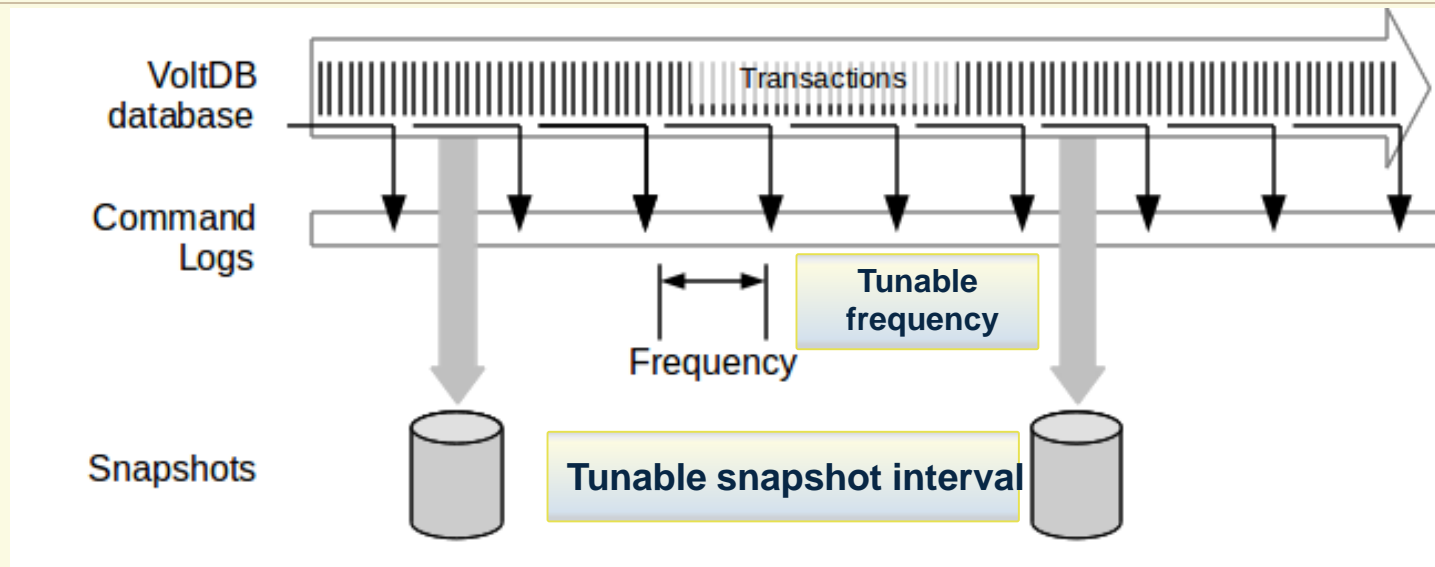 VoltDB
database
Transactions
Command
Logs
Tunable
frequency
Frequency
Snapshots
Tunable snapshot interval